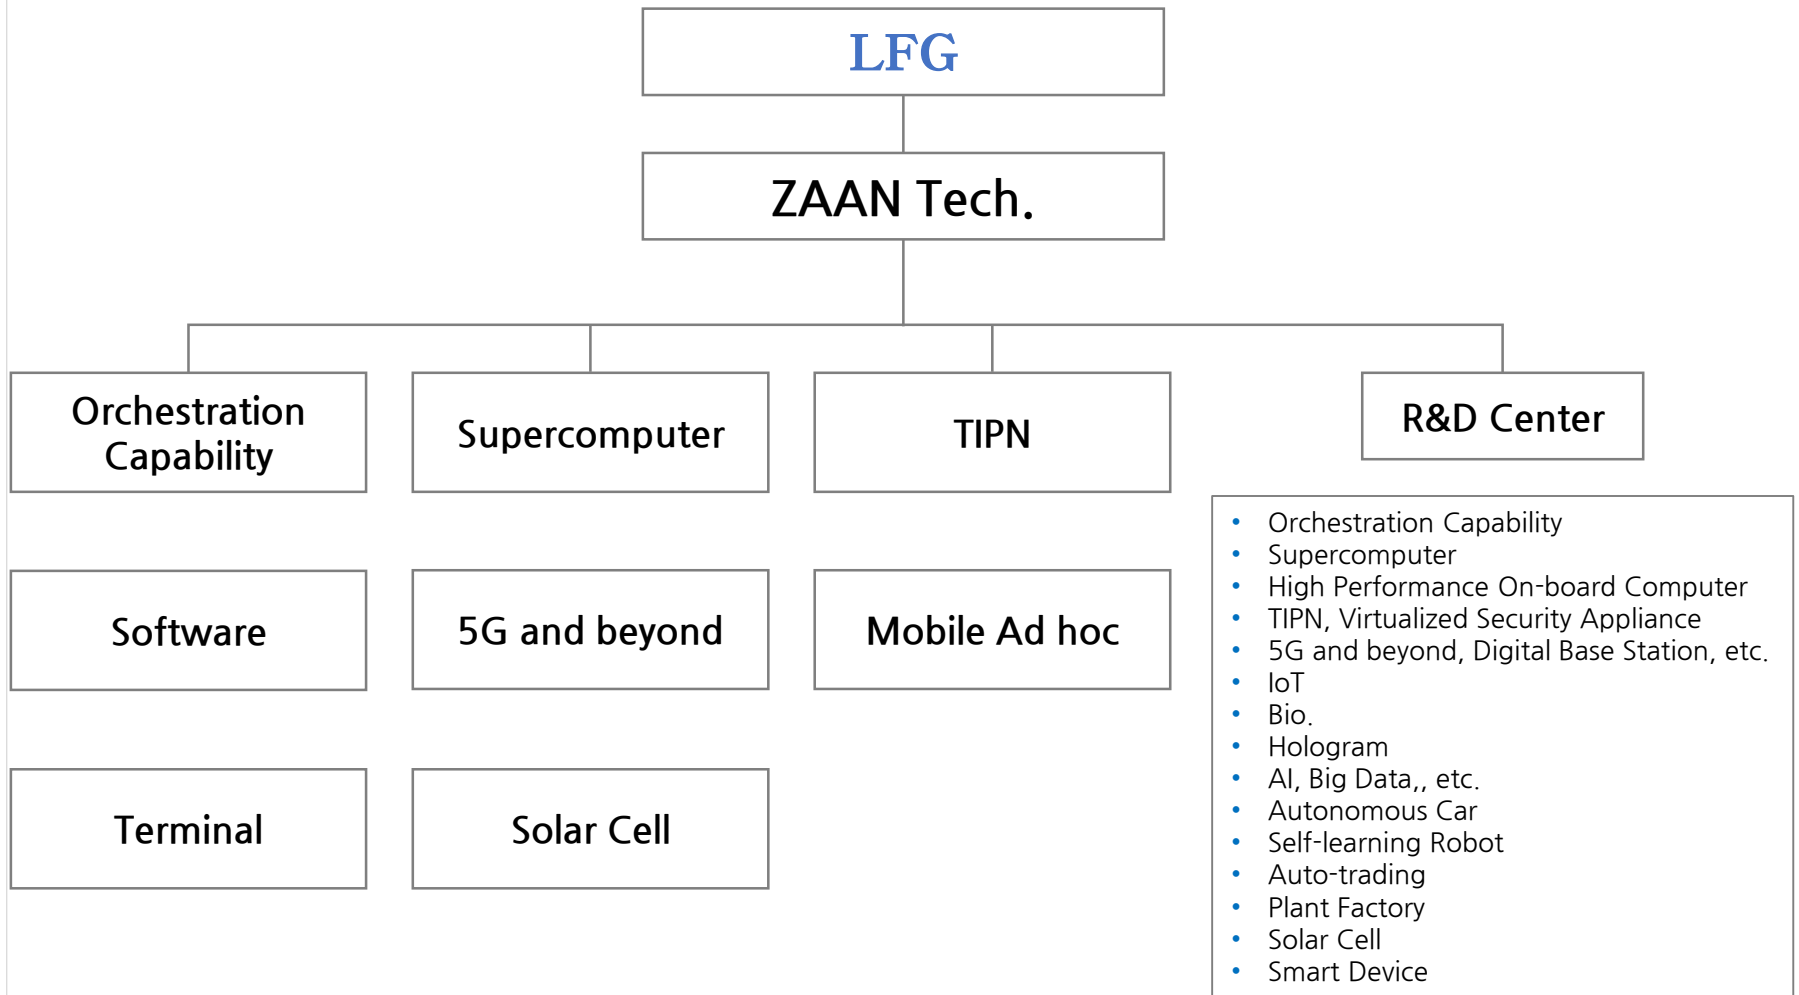 LFG
ZAAN Tech.
Orchestration
Capability
Supercomputer
TIPN
R&D Center
Software
5G and beyond
Mobile Ad hoc
Terminal
Solar Cell
• Orchestration Capability
• Supercomputer
• High Performance On-board Computer
• TIPN, Virtualized Security Appliance
• 5G and beyond, Digital Base Station, etc.
• IoT
• Bio.
• Hologram
• AI, Big Data,, etc.
• Autonomous Car
• Self-learning Robot
• Auto-trading
• Plant Factory
• Solar Cell
• Smart Device